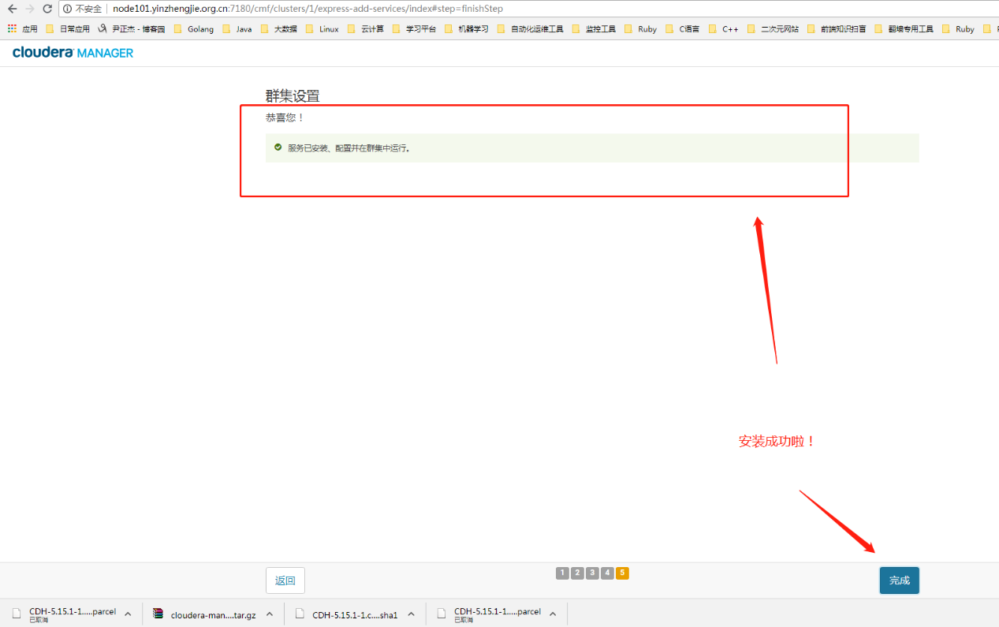 不安全 node101.yinzhengjie.org.cn:7180/cmf/clusters/1/express-add-services/index#step=finishStep
应用 日常应用 尹正杰 - 博客园 Golang Java 大数据 Linux 云计算 学习平台 机器学习 自动化运维工具 监控工具 Ruby C语言 C++ 二次元网站 前端知识扫盲 翻墙专用工具 Ruby
cloudera MANAGER
群集设置
恭喜您！
服务已安装、配置并在群集中运行。
安装成功啦！
返回 1 2 3 4 5 完成
CDH-5.15.1-1.....parcel cloudera-man....tar.gz CDH-5.15.1-1.c....sha1 CDH-5.15.1-1.....parcel
已取消 已取消